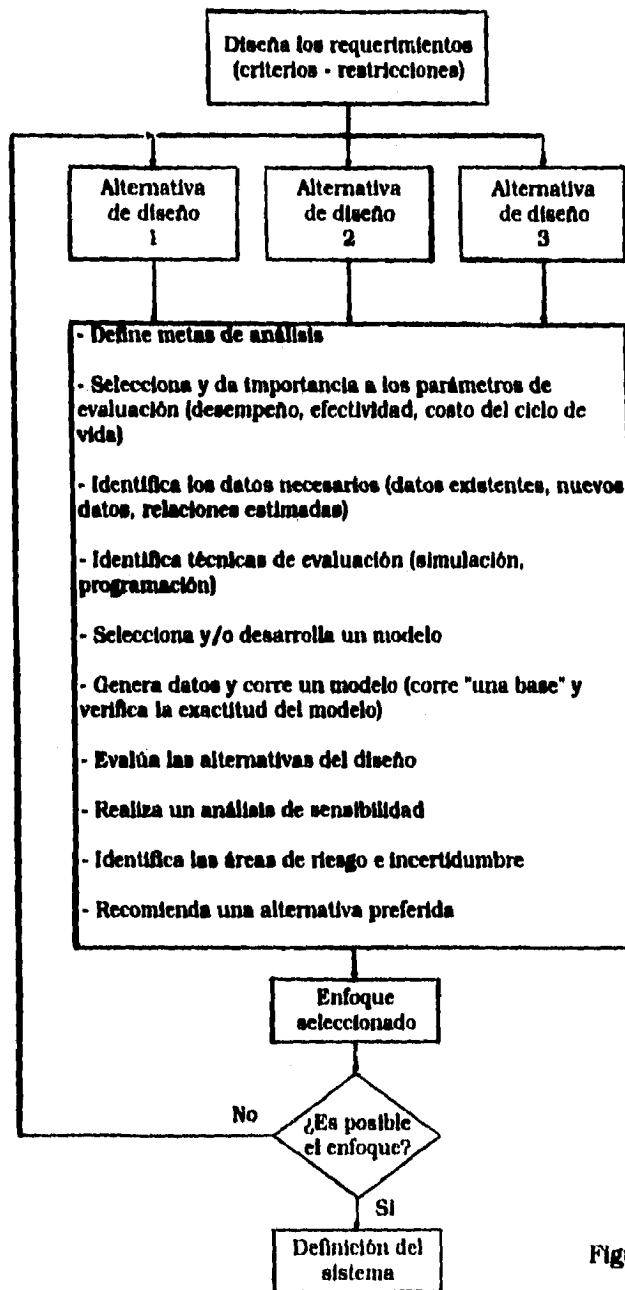 Diseña los requerimientos
(criterios - restricciones)
Alternativa
de diseño
1
Alternativa
de diseño
2
Alternativa
de diseño
3
- Define metas de análisis
- Selecciona y da importancia a los parámetros de
evaluación (desempeño, efectividad, costo del ciclo de
vida)
- Identifica los datos necesarios (datos existentes, nuevos
datos, relaciones estimadas)
- Identifica técnicas de evaluación (simulación,
programación)
- Selecciona y/o desarrolla un modelo
- Genera datos y corre un modelo (corre "una base" y
verifica la exactitud del modelo)
- Evalúa las alternativas del diseño
- Realiza un análisis de sensibilidad
- Identifica las áreas de riesgo e incertidumbre
- Recomienda una alternativa preferida
Enfoque
seleccionado
No
¿Es posible
el enfoque?
Si
Definición del
sistema